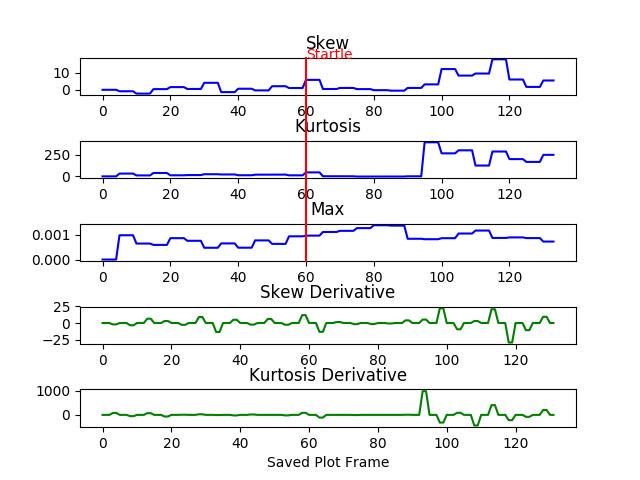 Skew
Startle
10
0
0 20 40 60 80 100 120
Kurtosis
250
0
0 20 40 60 80 100 120
Max
0.001
0.000
0 20 40 60 80 100 120
Skew Derivative
25
0
−25
0 20 40 60 80 100 120
Kurtosis Derivative
1000
0
0 20 40 60 80 100 120
Saved Plot Frame